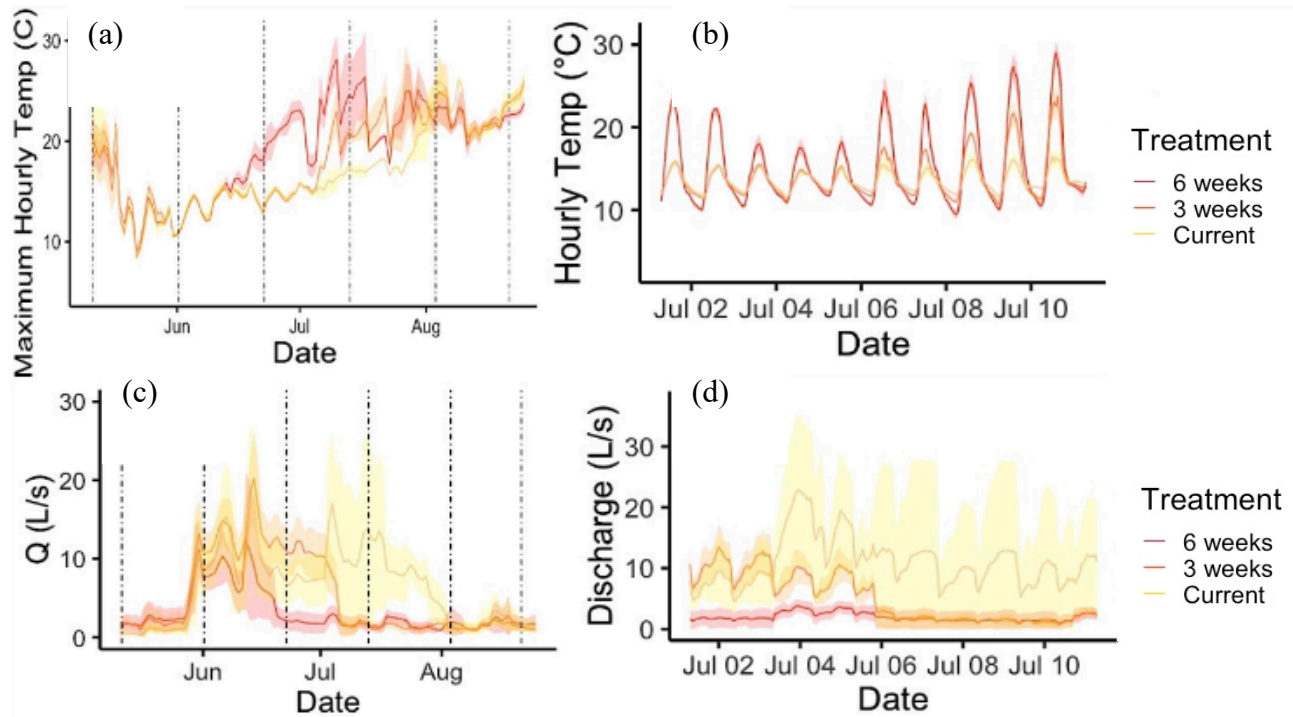 (a)
Maximum Hourly Temp (C)
30
20
10
Jun
Jul
Aug
Date
(b)
Hourly Temp (°C)
30
20
10
Jul 02
Jul 04
Jul 06
Jul 08
Jul 10
Date
Treatment
6 weeks
3 weeks
Current
(c)
Q (L/s)
30
20
10
0
Jun
Jul
Aug
Date
(d)
Discharge (L/s)
30
20
10
0
Jul 02
Jul 04
Jul 06
Jul 08
Jul 10
Date
Treatment
6 weeks
3 weeks
Current